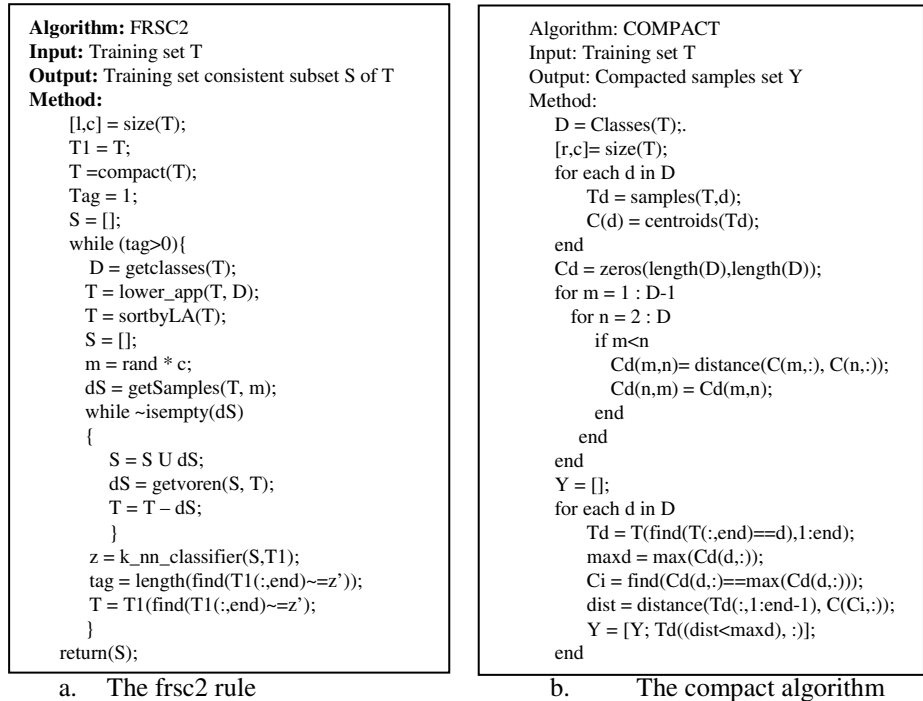 Algorithm: FRSC2
Input: Training set T
Output: Training set consistent subset S of T
Method:
[l,c] = size(T);
T1 = T;
T =compact(T);
Tag = 1;
S = [];
while (tag>0){
D = getclasses(T);
T = lower_app(T, D);
T = sortbyLA(T);
S = [];
m = rand * c;
dS = getSamples(T, m);
while ~isempty(dS)
{
S = S U dS;
dS = getvoren(S, T);
T = T – dS;
}
z = k_nn_classifier(S,T1);
tag = length(find(T1(:,end)~=z’));
T = T1(find(T1(:,end)~=z’);
}
return(S);
a. The frsc2 rule
Algorithm: COMPACT
Input: Training set T
Output: Compacted samples set Y
Method:
D = Classes(T);.
[r,c]= size(T);
for each d in D
Td = samples(T,d);
C(d) = centroids(Td);
end
Cd = zeros(length(D),length(D));
for m = 1 : D-1
for n = 2 : D
if m<n
Cd(m,n)= distance(C(m,:), C(n,:));
Cd(n,m) = Cd(m,n);
end
end
end
Y = [];
for each d in D
Td = T(find(T(:,end)==d),1:end);
maxd = max(Cd(d,:));
Ci = find(Cd(d,:)==max(Cd(d,:)));
dist = distance(Td(:,1:end-1), C(Ci,:));
Y = [Y; Td((dist<maxd), :)];
end
b. The compact algorithm